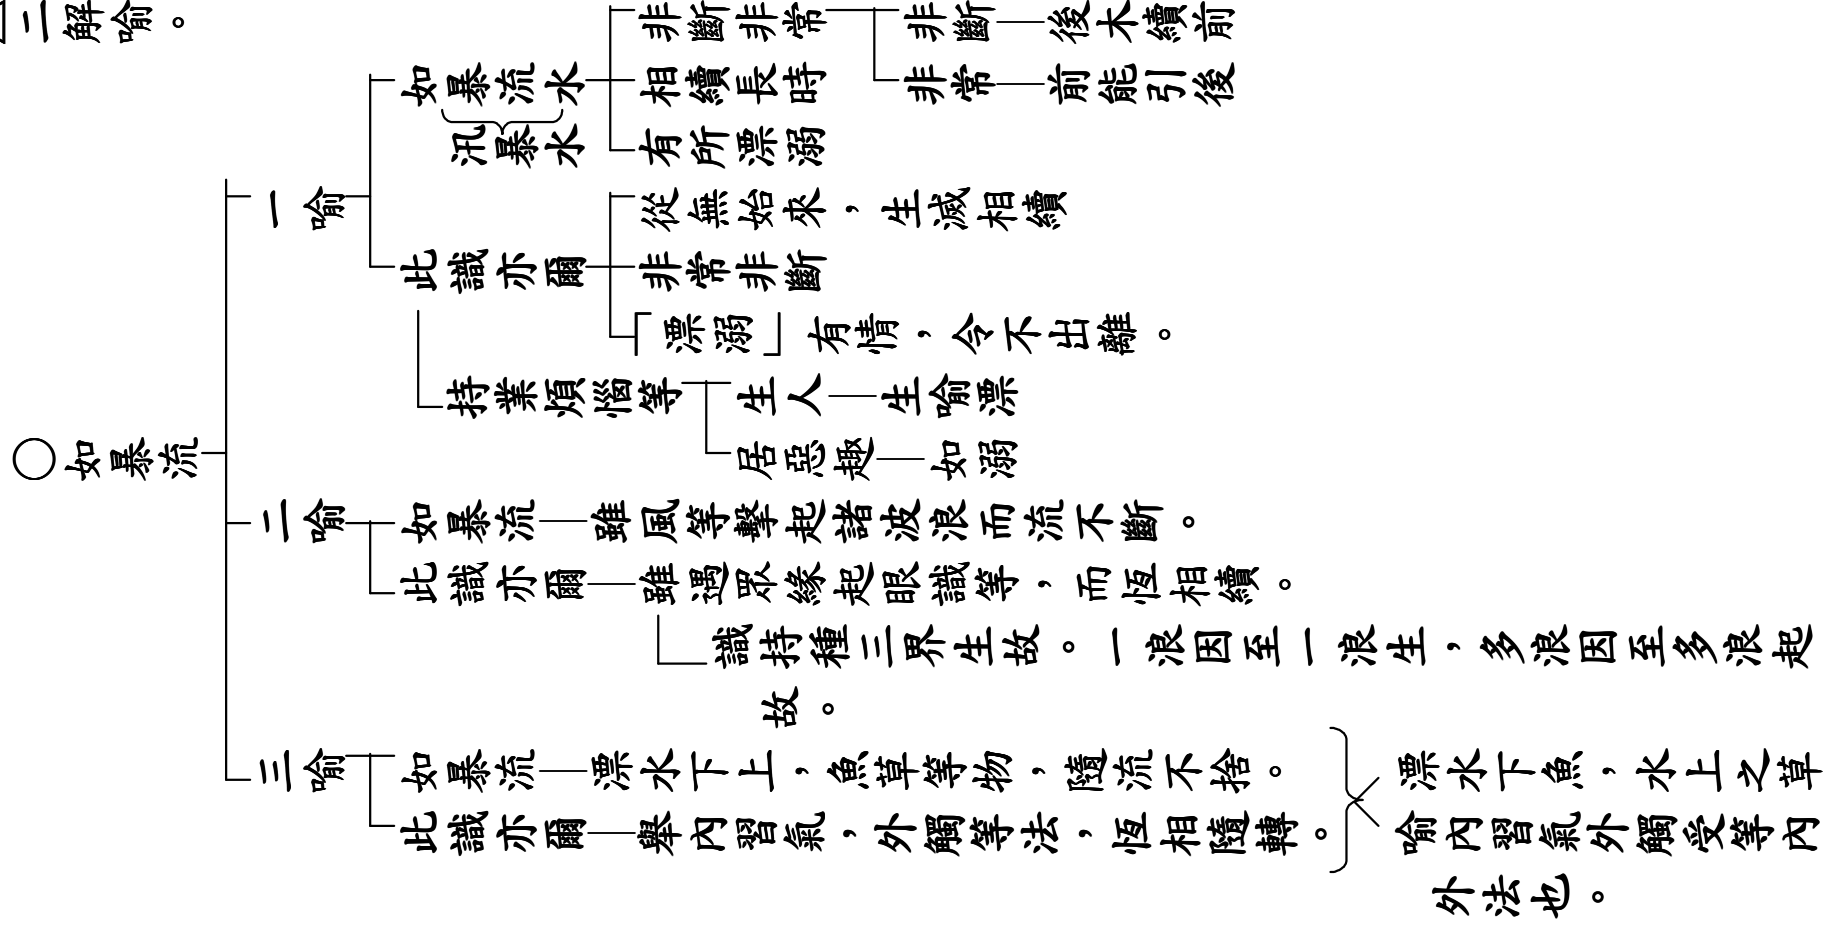 三解喻。
○如暴流
一喻
如暴流水
汛暴水
非斷非常
非斷—後木續前
非常—前能引後
相續長時
有所漂溺
此識亦爾
從無始來，生滅相續
非常非斷
「漂溺」有情，令不出離。
持業煩惱等
生人—生喻漂
居惡趣—如溺
二喻
如暴流—雖風等擊起諸波浪而流不斷。
此識亦爾—雖遇眾緣起眼識等，而恆相續。
識持種三界生故。一浪因至一浪生，多浪因至多浪起
故。
三喻
如暴流—漂水下上，魚草等物，隨流不捨。
此識亦爾—舉內習氣，外觸等法，恆相隨轉。
漂水下魚，水上之草
喻內習氣外觸受等內
外法也。